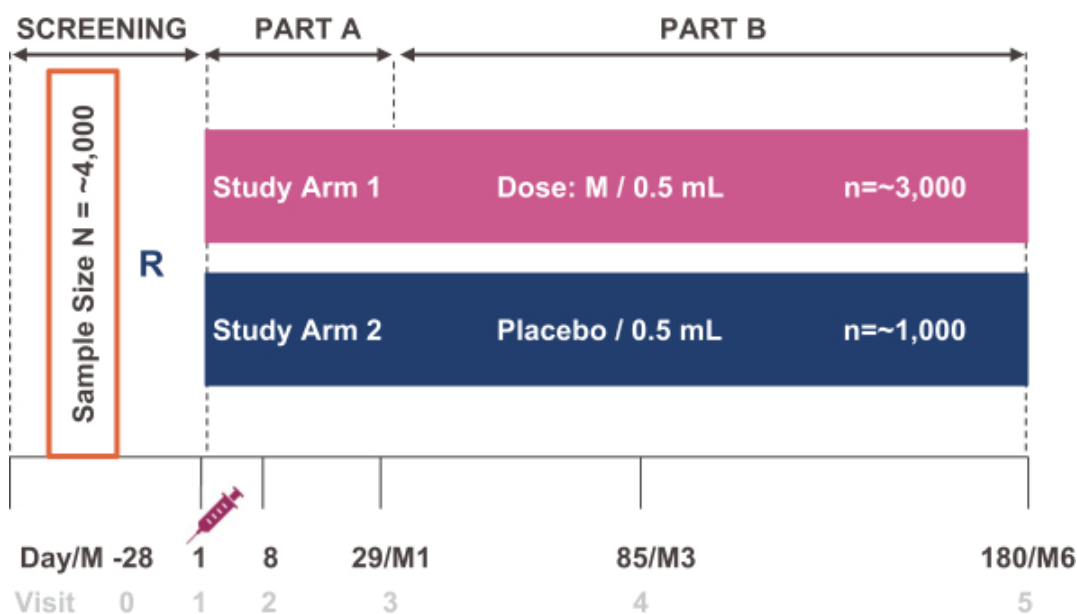 SCREENING PART A PART B
Sample Size N = ~4,000
R
Study Arm 1 Dose: M / 0.5 mL n=~3,000
Study Arm 2 Placebo / 0.5 mL n=~1,000
Day/M -28 1 8 29/M1 85/M3 180/M6
Visit 0 1 2 3 4 5